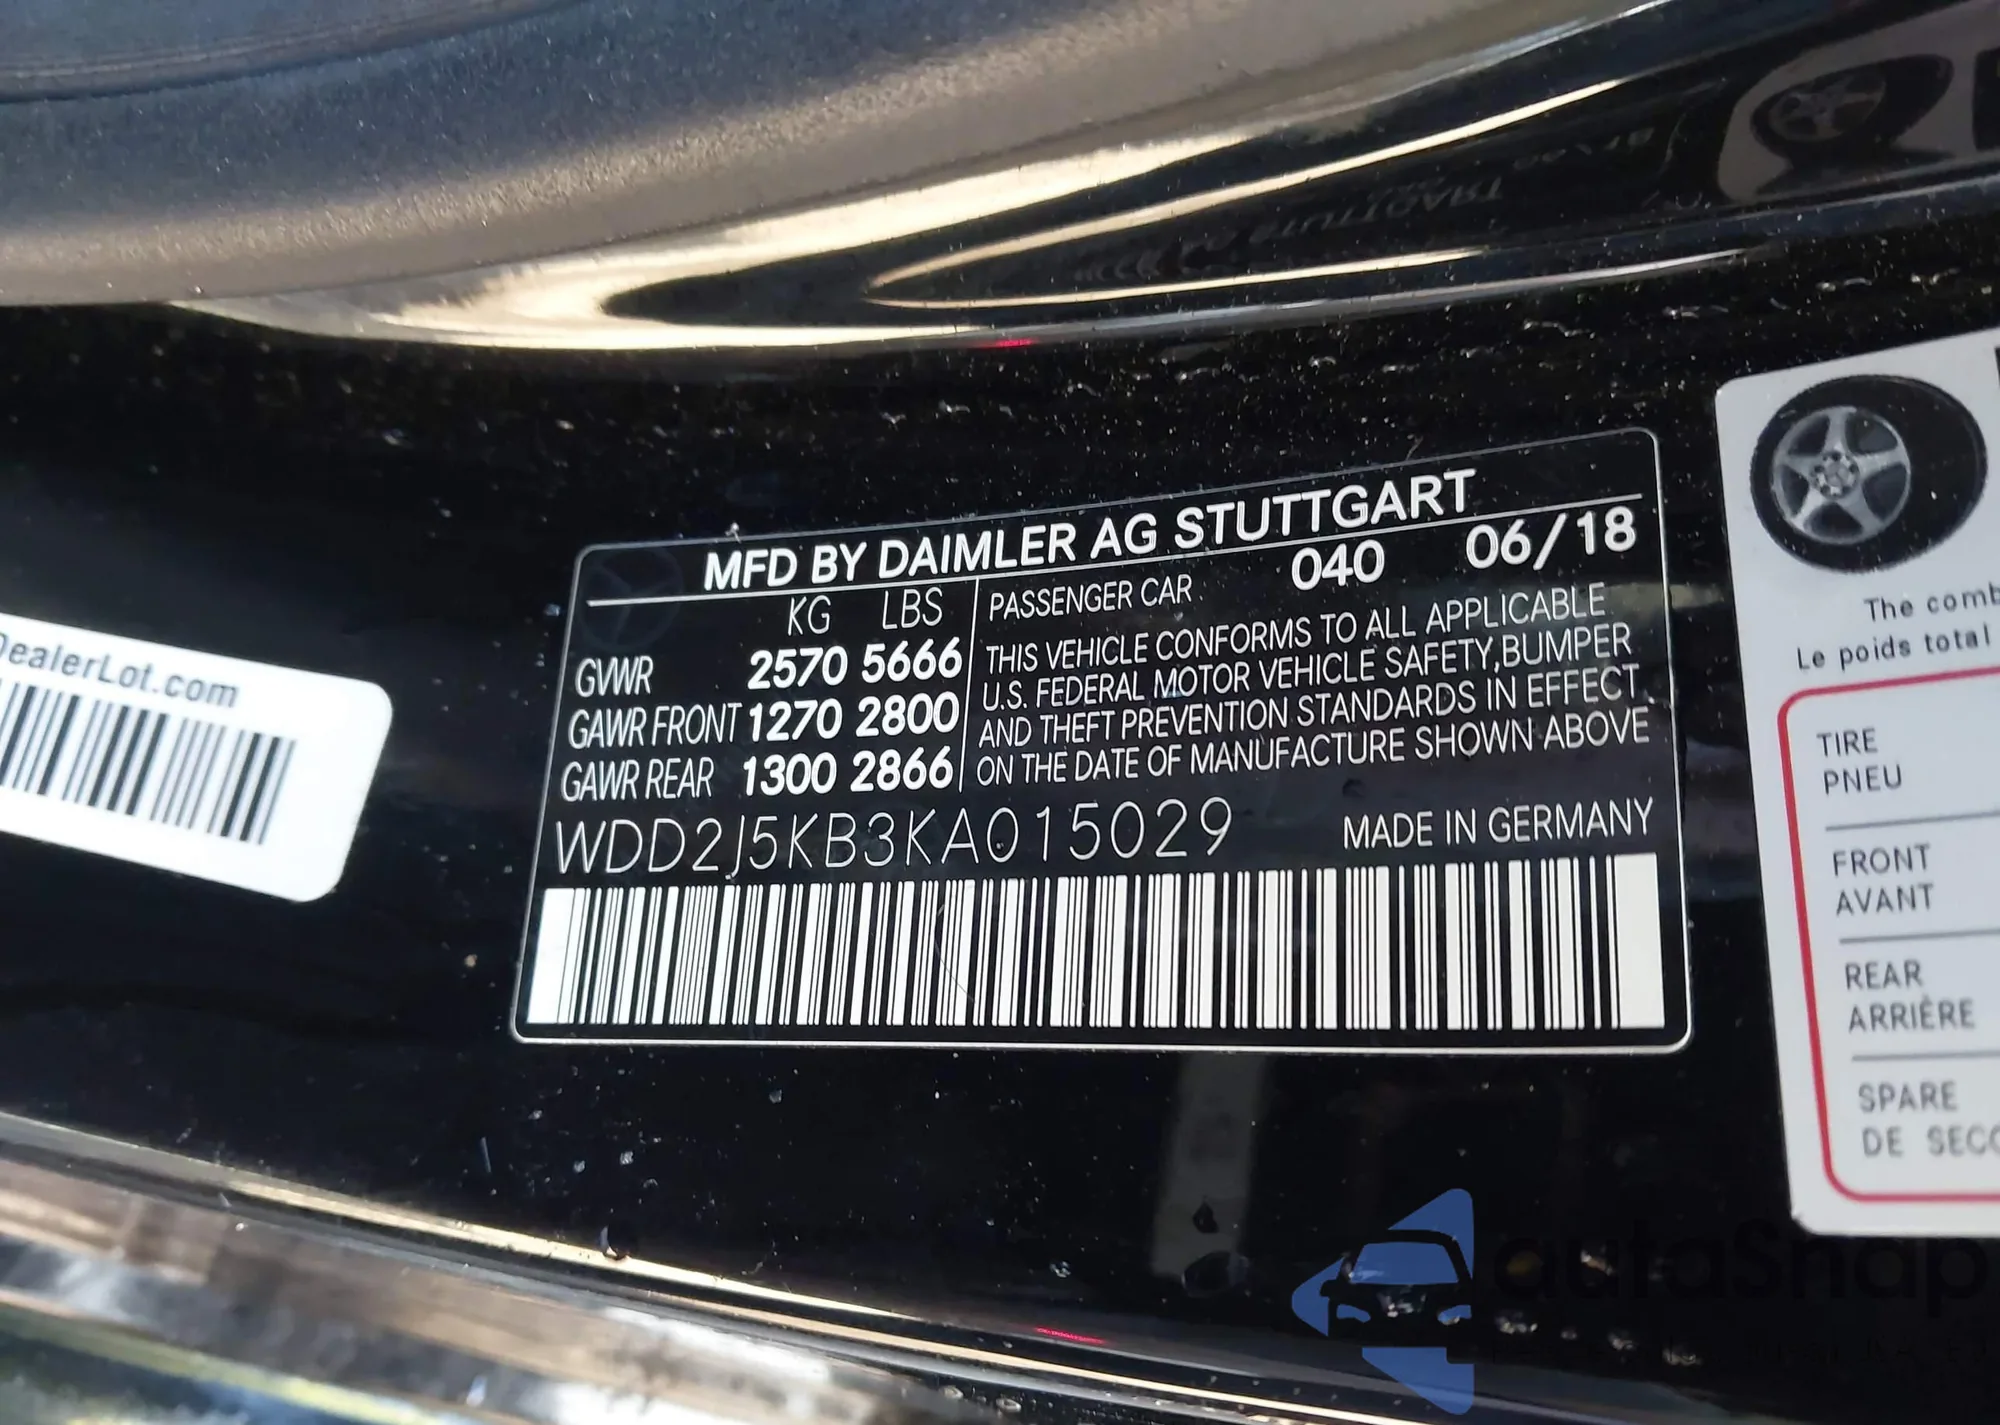 DealerLot.com
MFD BY DAIMLER AG STUTTGART
KG LBS
GVWR 2570 5666
GAWR FRONT 1270 2800
GAWR REAR 1300 2866
PASSENGER CAR 040 06/18
THIS VEHICLE CONFORMS TO ALL APPLICABLE
U.S. FEDERAL MOTOR VEHICLE SAFETY,BUMPER
AND THEFT PREVENTION STANDARDS IN EFFECT
ON THE DATE OF MANUFACTURE SHOWN ABOVE
WDD2J5KB3KA015029 MADE IN GERMANY
The comb
Le poids total
TIRE
PNEU
FRONT
AVANT
REAR
ARRIÈRE
SPARE
DE SECO